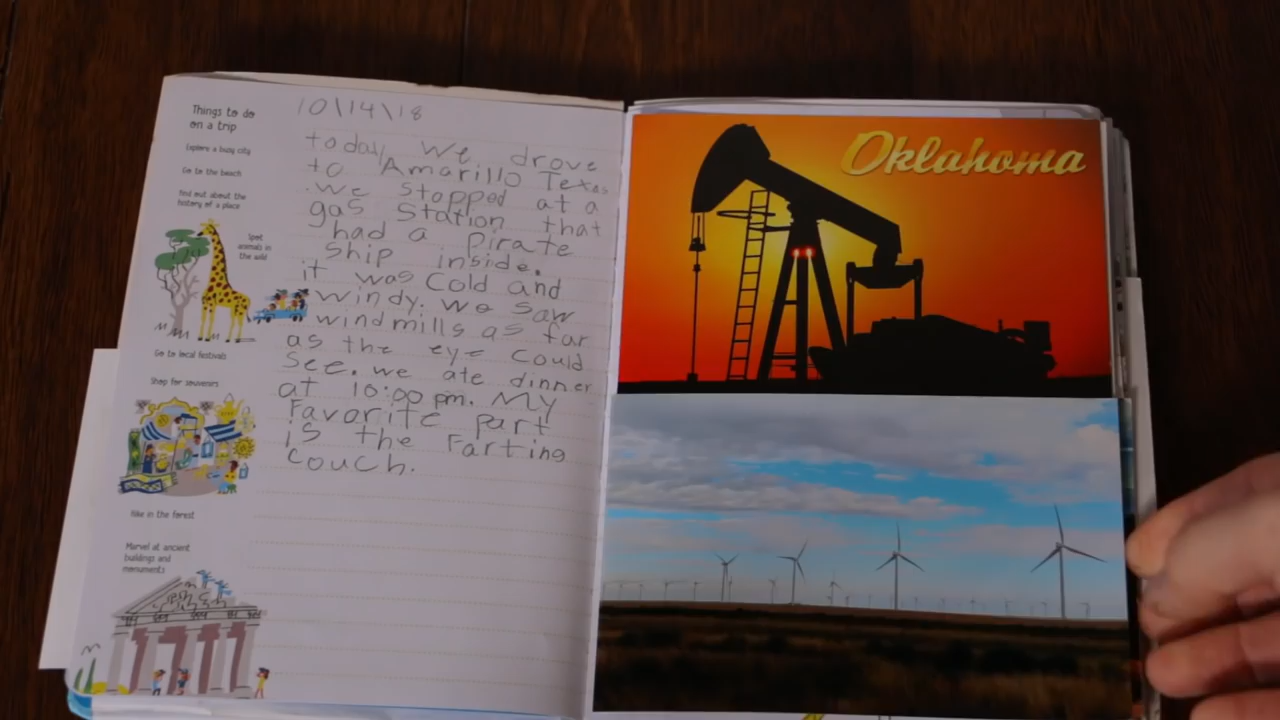 Things to do
on a trip
Explore a busy city
Go to the beach
Find out about the
history of a place
Spot
animals in
the wild
Go to local festivals
Shop for souvenirs
Hike in the forest
Marvel at ancient
buildings and
monuments
10\14\18
today we drove
to Amarillo Texas
.we stopped at a
gas station that
had a pirate
ship inside.
it was cold and
windy. we saw
windmills as far
as the eye could
see. we ate dinner
at 10:00 pm. My
Favorite part
is the Farting
couch.
Oklahoma